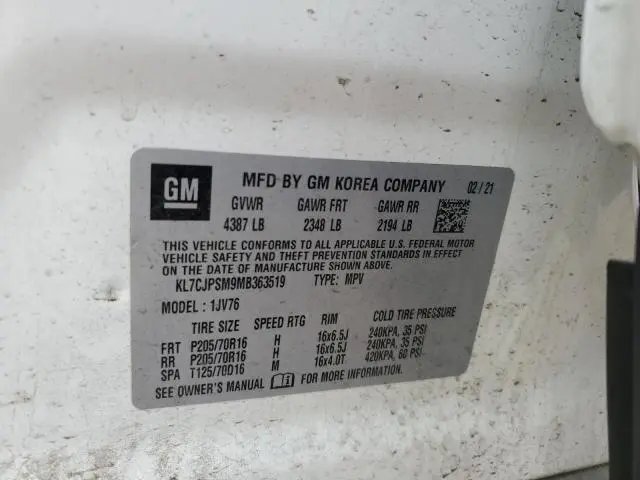 GM MFD BY GM KOREA COMPANY 02/21
GVWR GAWR FRT GAWR RR
4387 LB 2348 LB 2194 LB
THIS VEHICLE CONFORMS TO ALL APPLICABLE U.S. FEDERAL MOTOR
VEHICLE SAFETY AND THEFT PREVENTION STANDARDS IN EFFECT
ON THE DATE OF MANUFACTURE SHOWN ABOVE.
KL7CJPSM9MB363519 TYPE: MPV
MODEL : 1JV76
TIRE SIZE SPEED RTG RIM COLD TIRE PRESSURE
FRT P205/70R16 H 16x6.5J 240KPA, 35 PSI
RR P205/70R16 H 16x6.5J 240KPA, 35 PSI
SPA T125/70D16 M 16x4.0T 420KPA, 60 PSI
SEE OWNER'S MANUAL FOR MORE INFORMATION.